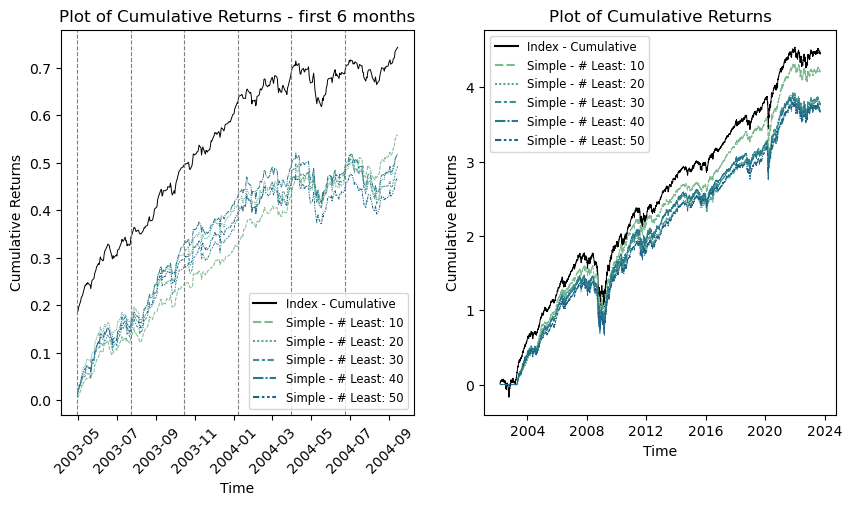 Plot of Cumulative Returns - first 6 months
Cumulative Returns
0.7
0.6
0.5
0.4
0.3
0.2
0.1
0.0
Index - Cumulative
Simple - # Least: 10
Simple - # Least: 20
Simple - # Least: 30
Simple - # Least: 40
Simple - # Least: 50
2003-05
2003-07
2003-09
2003-11
2004-01
2004-03
2004-05
2004-07
2004-09
Time
Plot of Cumulative Returns
Cumulative Returns
Index - Cumulative
Simple - # Least: 10
Simple - # Least: 20
Simple - # Least: 30
Simple - # Least: 40
Simple - # Least: 50
4
3
2
1
0
2004
2008
2012
2016
2020
2024
Time